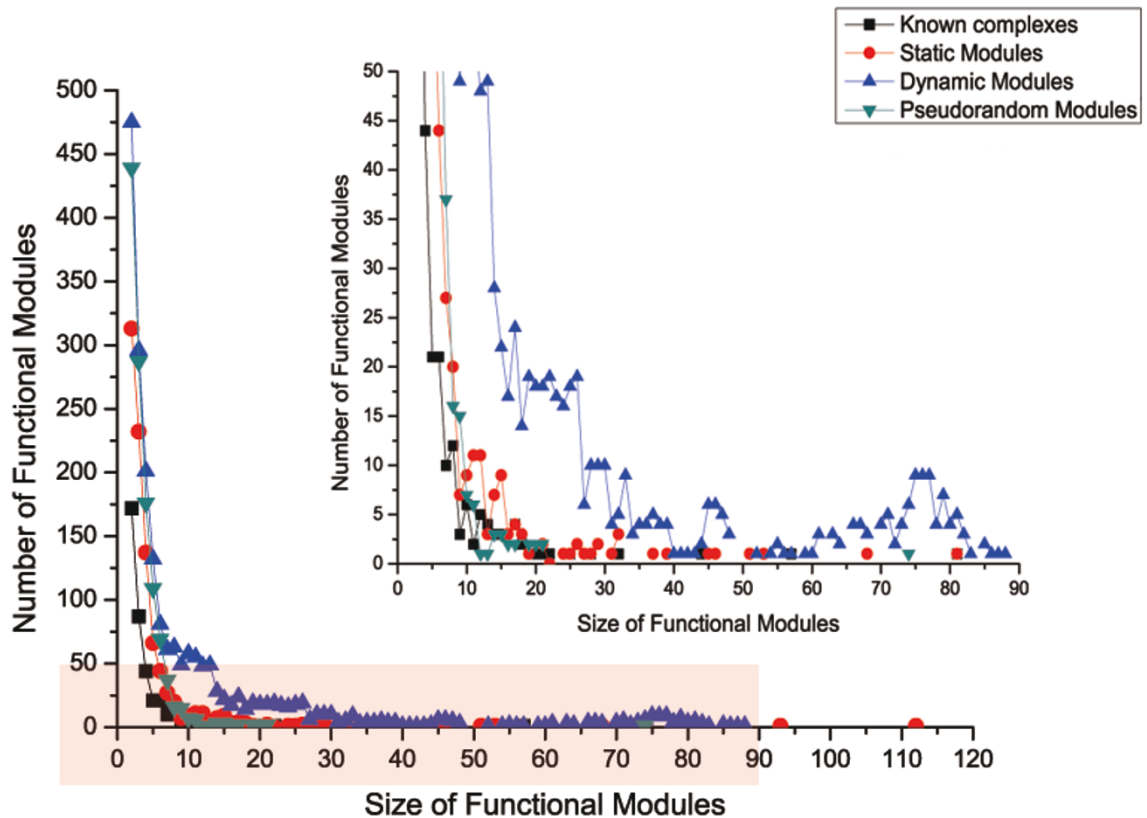 Known complexes
Static Modules
Dynamic Modules
Pseudorandom Modules
Number of Functional Modules
500
450
400
350
300
250
200
150
100
50
0
0 10 20 30 40 50 60 70 80 90 100 110 120
Size of Functional Modules
Number of Functional Modules
50
45
40
35
30
25
20
15
10
5
0
0 10 20 30 40 50 60 70 80 90
Size of Functional Modules